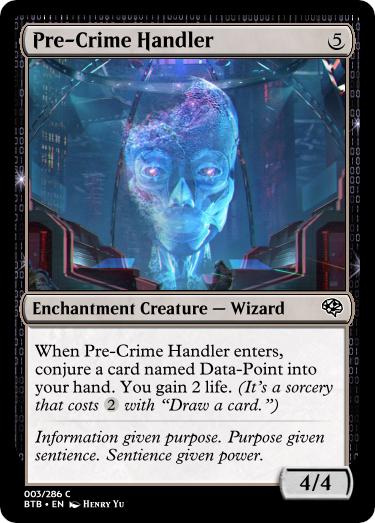 Pre-Crime Handler 5
Enchantment Creature — Wizard
When Pre-Crime Handler enters,
conjure a card named Data-Point into
your hand. You gain 2 life. (It's a sorcery
that costs 2 with “Draw a card.”)
Information given purpose. Purpose given
sentience. Sentience given power.
4/4
003/286 C
BTB • EN Henry Yu